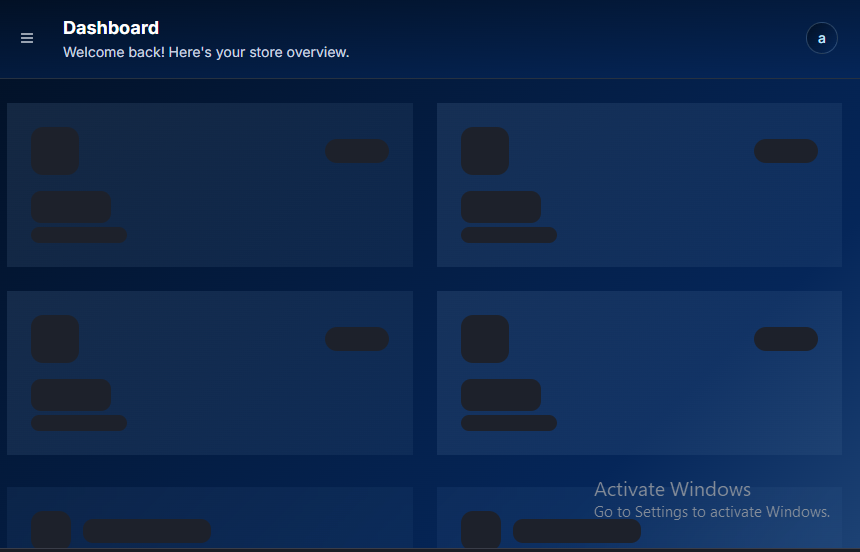 Dashboard
Welcome back! Here's your store overview.
a
Activate Windows
Go to Settings to activate Windows.